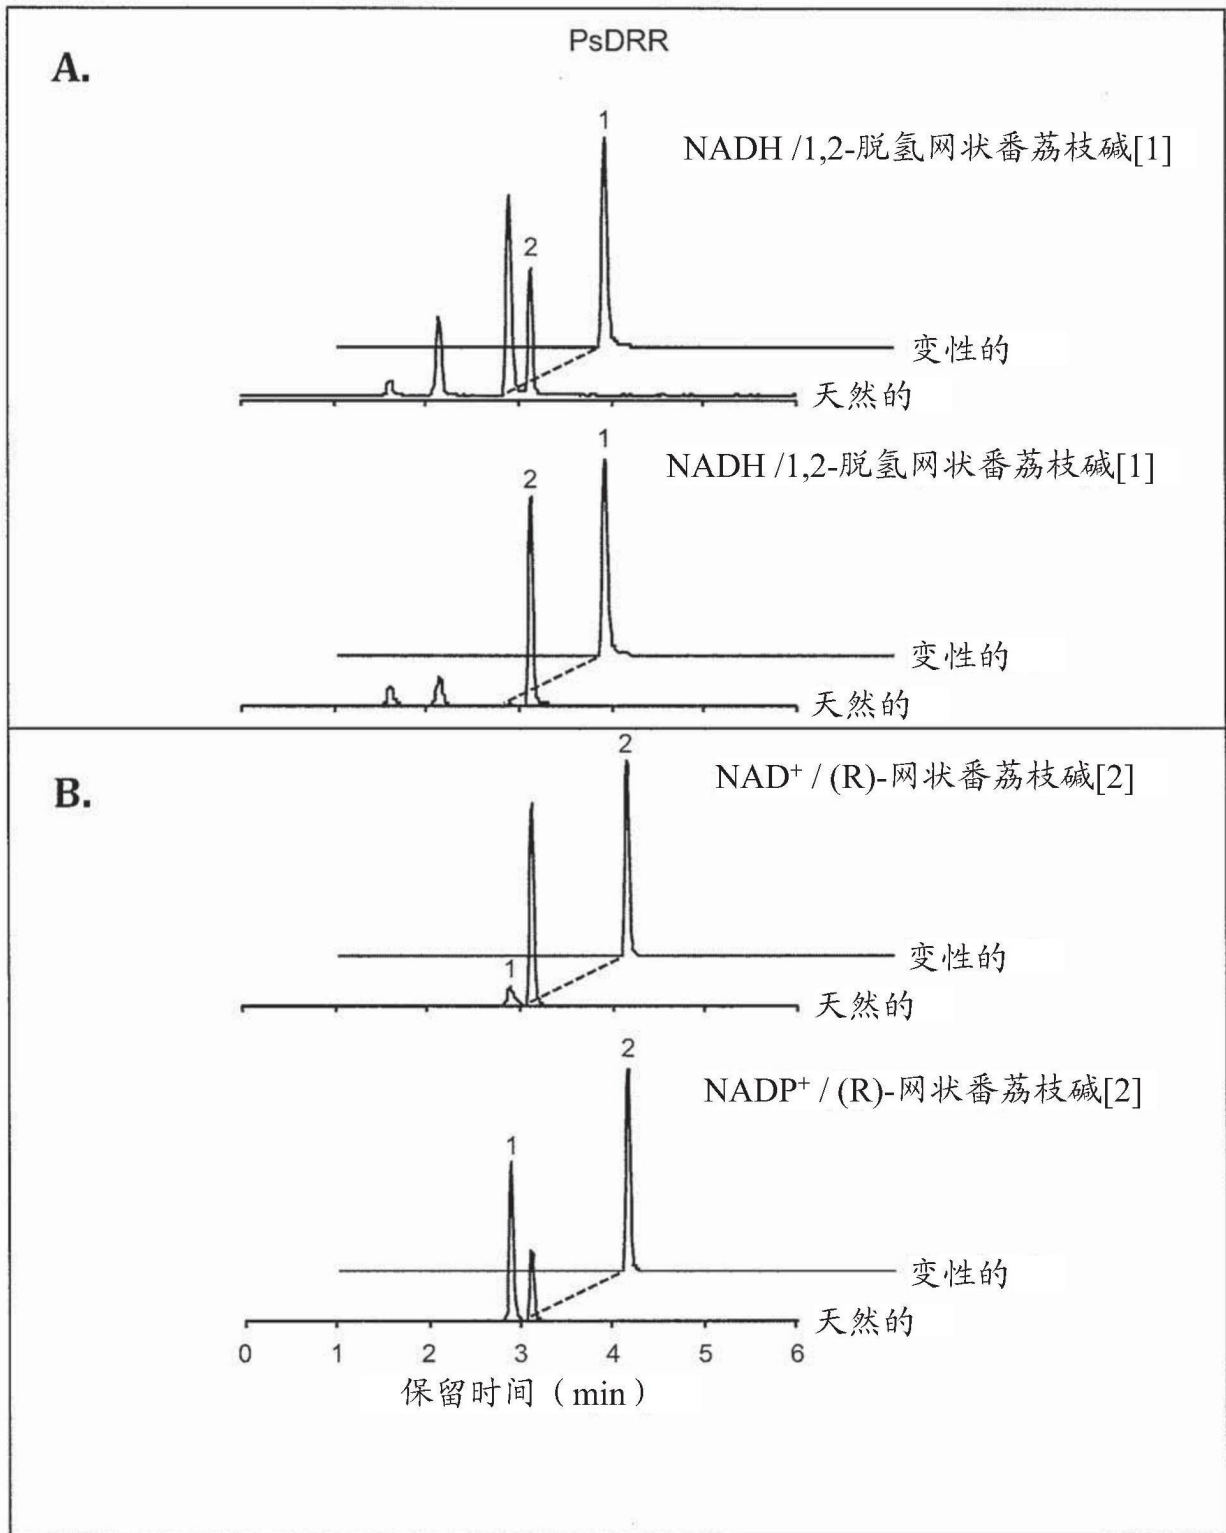 PsDRR
A.
1
NADH /1,2-脱氢网状番荔枝碱[1]
2
变性的
天然的
1
NADH /1,2-脱氢网状番荔枝碱[1]
2
变性的
天然的
B.
2
NAD⁺ / (R)-网状番荔枝碱[2]
1
变性的
天然的
2
NADP⁺ / (R)-网状番荔枝碱[2]
1
变性的
天然的
0 1 2 3 4 5 6
保留时间（min）